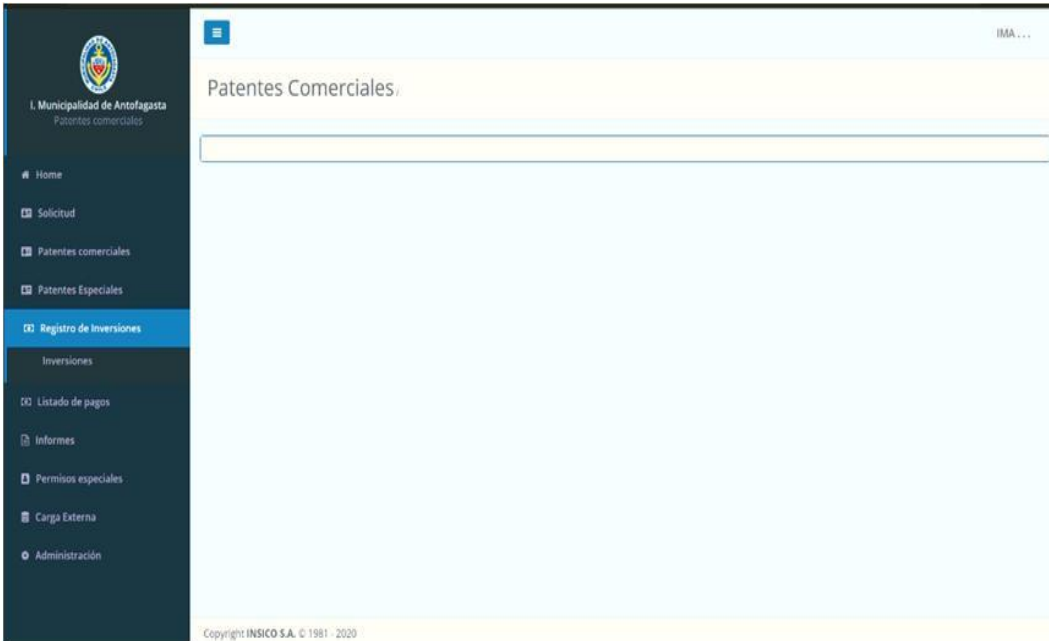 I. Municipalidad de Antofagasta
Patentes comerciales
Home
Solicitud
Patentes comerciales
Patentes Especiales
Registro de Inversiones
Inversiones
Listado de pagos
Informes
Permisos especiales
Carga Externa
Administración
IMA . . .
Patentes Comerciales
Copyright INSICO S.A. © 1981 - 2020